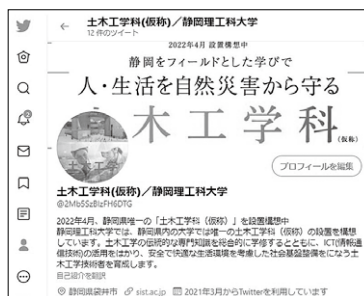 土木工学科(仮称)／静岡理工科大学
12 件のツイート
2022年4月 設置構想中
静岡をフィールドとした学びで
人・生活を自然災害から守る
木工学科(仮称)
プロフィールを編集
土木工学科(仮称)／静岡理工科大学
@2Mb5SzBlzFH6DTG
2022年4月、静岡県唯一の「土木工学科（仮称）」を設置構想中
静岡理工科大学では、静岡県内の大学では唯一の土木工学科（仮称）の設置を構想
しています。土木工学の伝統的な専門知識を総合的に学修するとともに、ICT(情報通
信技術)の活用をはかり、安全で快適な生活環境を考慮した社会基盤整備をになう土
木工学技術者を育成します。
自己紹介を翻訳
静岡県袋井市 sist.ac.jp 2021年3月からTwitterを利用しています